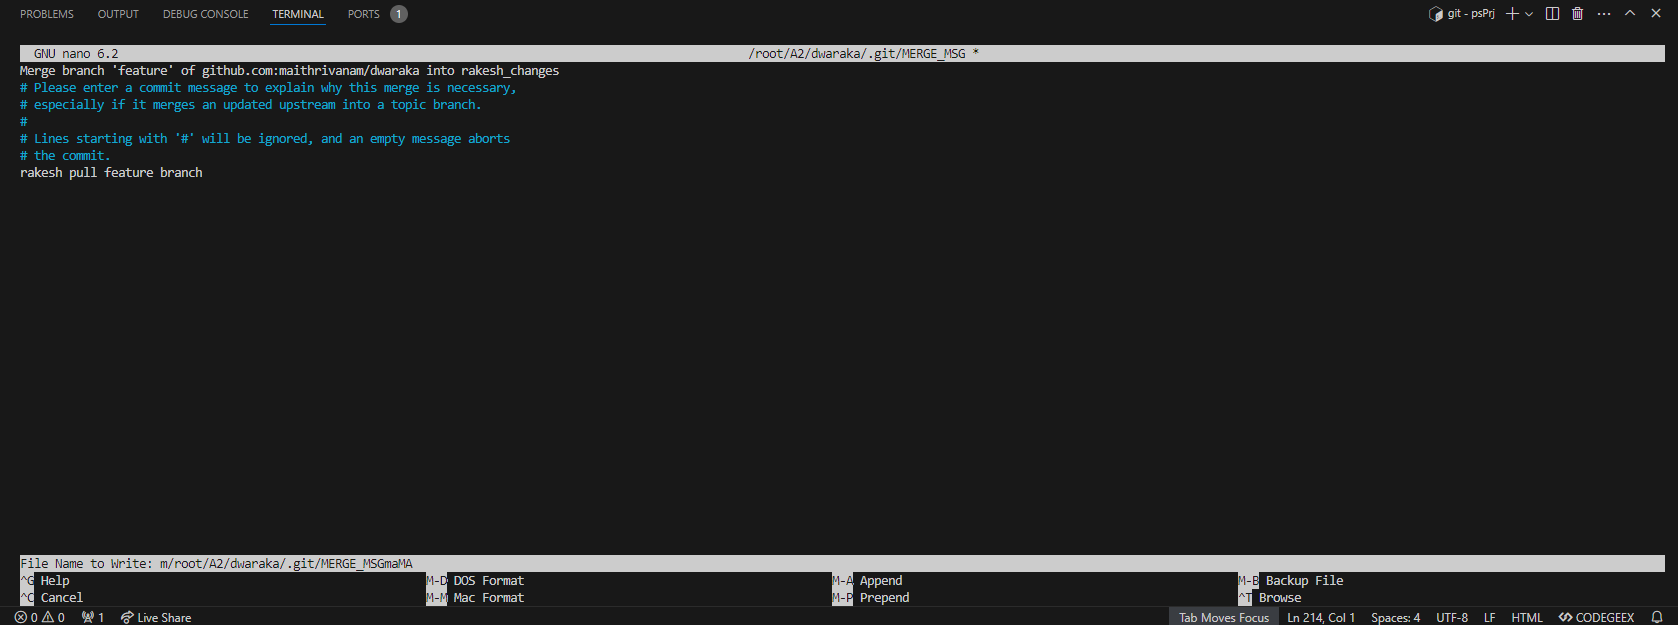 PROBLEMS OUTPUT DEBUG CONSOLE TERMINAL PORTS 1 git - psPrj
GNU nano 6.2 /root/A2/dwaraka/.git/MERGE_MSG *
Merge branch 'feature' of github.com:maithrivanam/dwaraka into rakesh_changes
# Please enter a commit message to explain why this merge is necessary,
# especially if it merges an updated upstream into a topic branch.
#
# Lines starting with '#' will be ignored, and an empty message aborts
# the commit.
rakesh pull feature branch
File Name to Write: m/root/A2/dwaraka/.git/MERGE_MSGmaMA
^G Help M-D DOS Format M-A Append M-B Backup File
^C Cancel M-M Mac Format M-P Prepend ^T Browse
0 0 1 Live Share Tab Moves Focus Ln 214, Col 1 Spaces: 4 UTF-8 LF HTML CODEGEEX